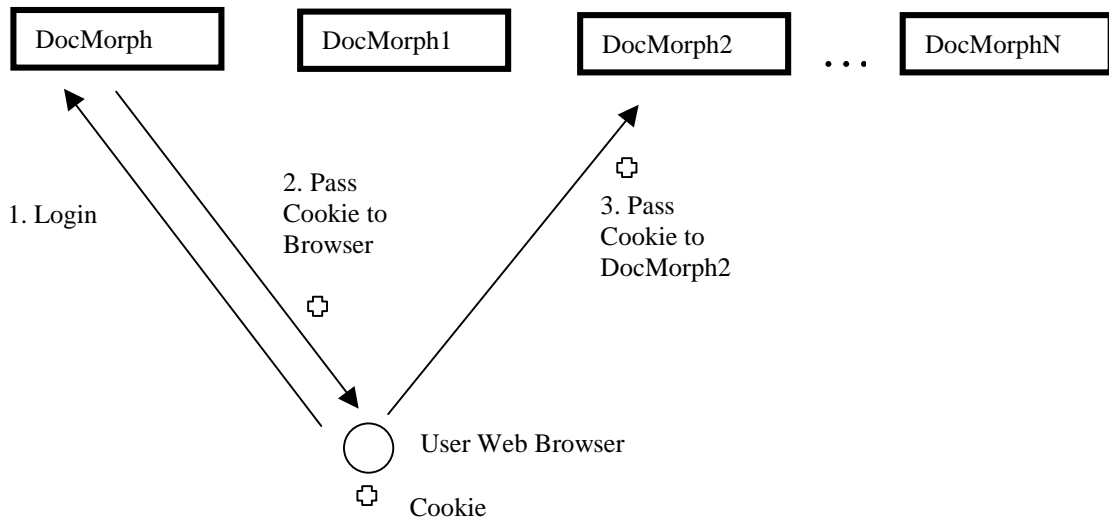 DocMorph
DocMorph1
DocMorph2
...
DocMorphN
1. Login
2. Pass
Cookie to
Browser
3. Pass
Cookie to
DocMorph2
User Web Browser
Cookie